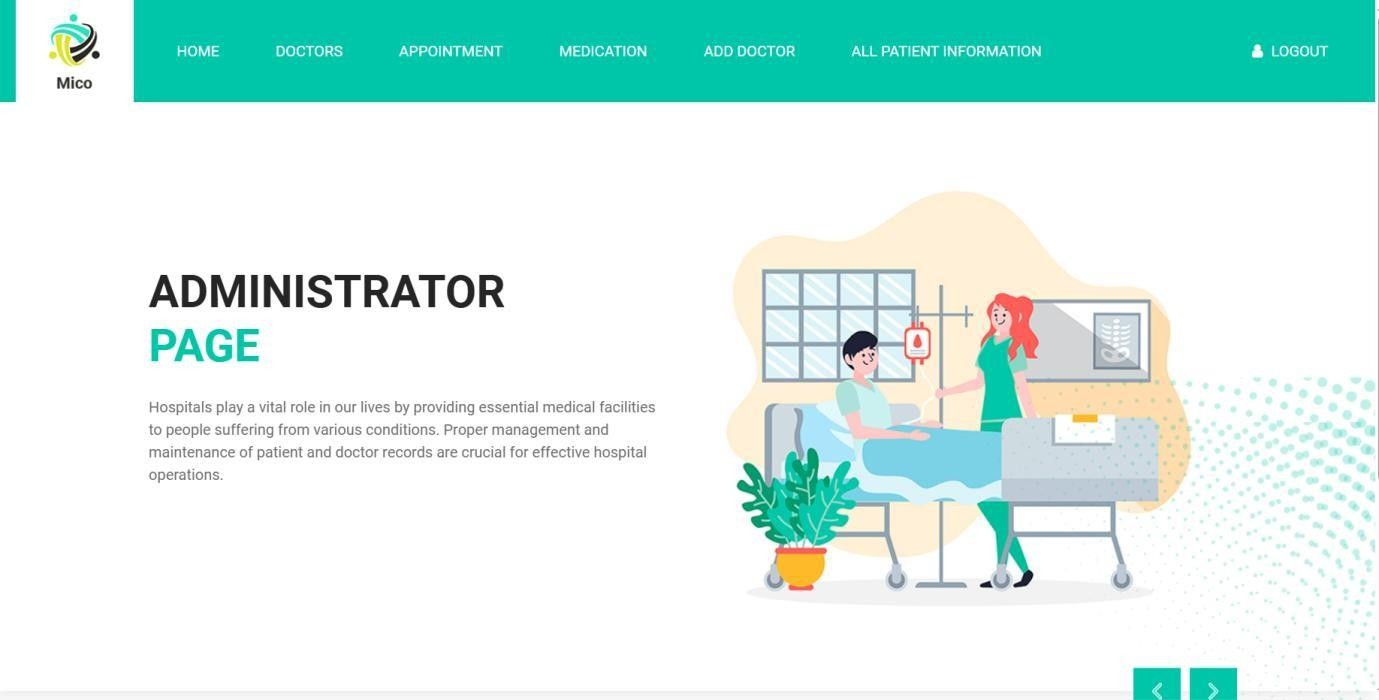 Mico
HOME
DOCTORS
APPOINTMENT
MEDICATION
ADD DOCTOR
ALL PATIENT INFORMATION
LOGOUT
ADMINISTRATOR
PAGE
Hospitals play a vital role in our lives by providing essential medical facilities
to people suffering from various conditions. Proper management and
maintenance of patient and doctor records are crucial for effective hospital
operations.